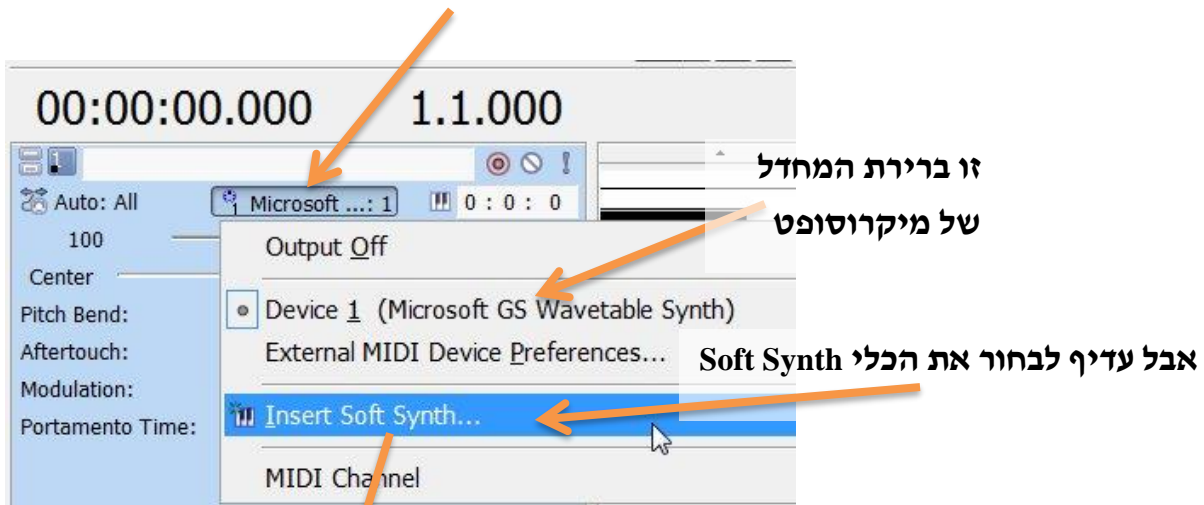 00:00:00.000 1.1.000
1
Auto: All Microsoft ...: 1 0 : 0 : 0
100
Center
Pitch Bend:
Aftertouch:
Modulation:
Portamento Time:
Output Off
Device 1 (Microsoft GS Wavetable Synth)
External MIDI Device Preferences...
Insert Soft Synth...
MIDI Channel
זו ברירת המחדל
של מיקרוסופט
אבל עדיף לבחור את הכלי Soft Synth